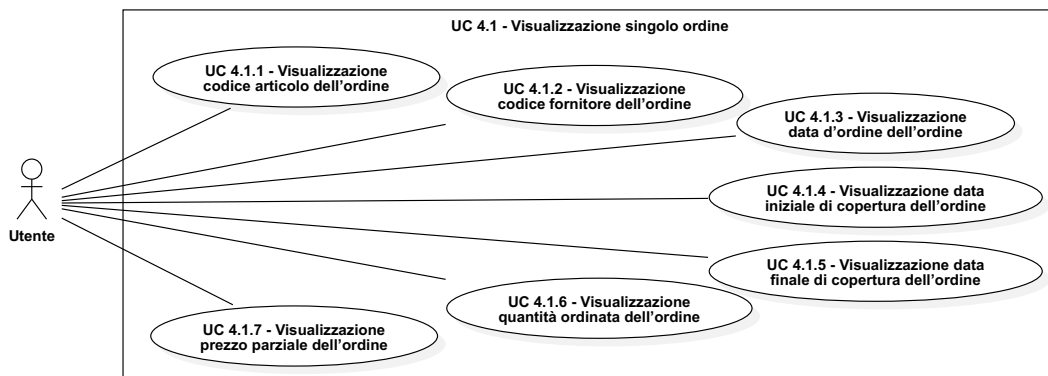 UC 4.1 - Visualizzazione singolo ordine
UC 4.1.1 - Visualizzazione
codice articolo dell'ordine
UC 4.1.2 - Visualizzazione
codice fornitore dell'ordine
UC 4.1.3 - Visualizzazione
data d'ordine dell'ordine
UC 4.1.4 - Visualizzazione data
iniziale di copertura dell'ordine
Utente
UC 4.1.5 - Visualizzazione data
finale di copertura dell'ordine
UC 4.1.6 - Visualizzazione
quantità ordinata dell'ordine
UC 4.1.7 - Visualizzazione
prezzo parziale dell'ordine